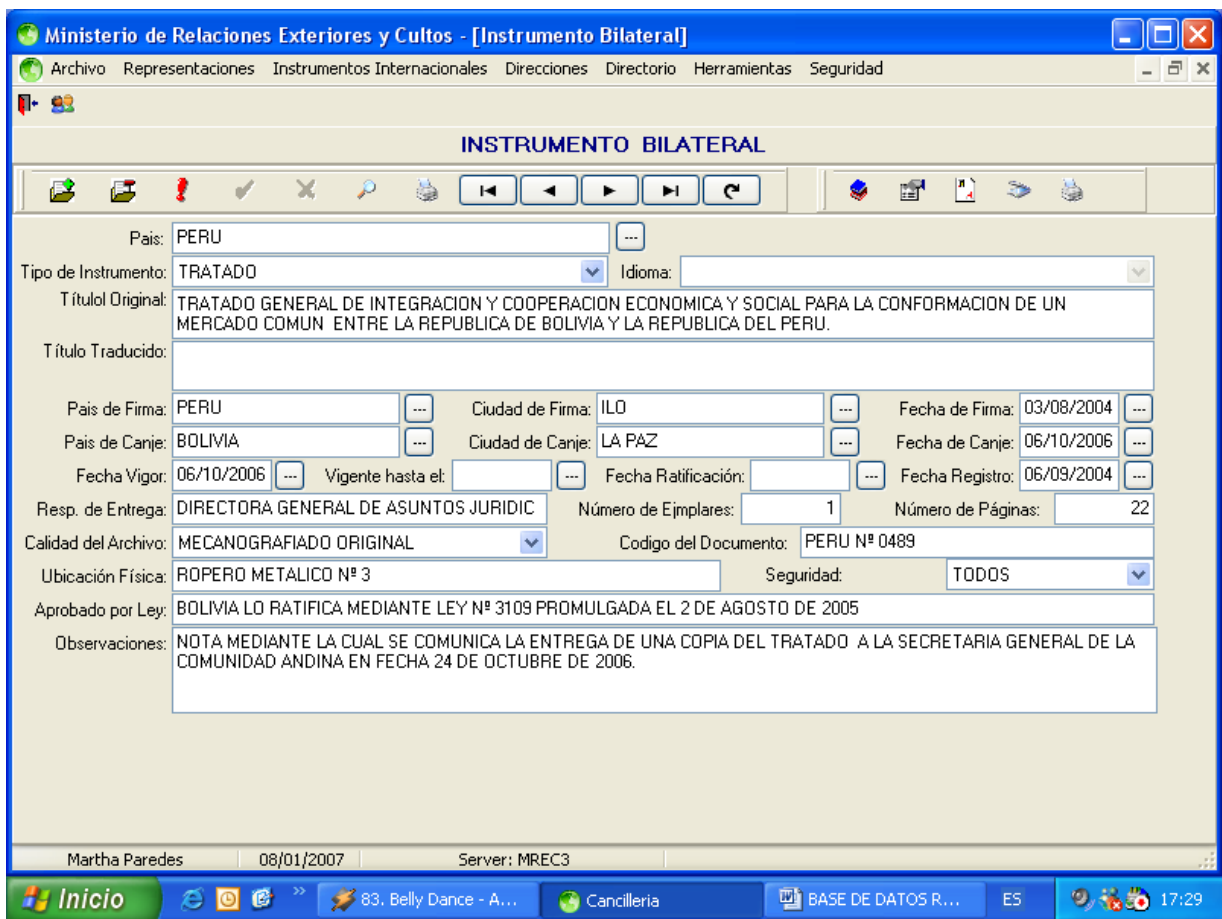 Ministerio de Relaciones Exteriores y Cultos - [Instrumento Bilateral]
Archivo Representaciones Instrumentos Internacionales Direcciones Directorio Herramientas Seguridad
INSTRUMENTO BILATERAL
Pais: PERU ...
Tipo de Instrumento: TRATADO Idioma:
Títulol Original: TRATADO GENERAL DE INTEGRACION Y COOPERACION ECONOMICA Y SOCIAL PARA LA CONFORMACION DE UN
MERCADO COMUN ENTRE LA REPUBLICA DE BOLIVIA Y LA REPUBLICA DEL PERU.
Título Traducido:
Pais de Firma: PERU ... Ciudad de Firma: ILO ... Fecha de Firma: 03/08/2004 ...
Pais de Canje: BOLIVIA ... Ciudad de Canje: LA PAZ ... Fecha de Canje: 06/10/2006 ...
Fecha Vigor: 06/10/2006 ... Vigente hasta el: ... Fecha Ratificación: ... Fecha Registro: 06/09/2004 ...
Resp. de Entrega: DIRECTORA GENERAL DE ASUNTOS JURIDIC Número de Ejmplares: 1 Número de Páginas: 22
Calidad del Archivo: MECANOGRAFIADO ORIGINAL Codigo del Documento: PERU Nº 0489
Ubicación Física: ROPERO METALICO Nº 3 Seguridad: TODOS
Aprobado por Ley: BOLIVIA LO RATIFICA MEDIANTE LEY Nº 3109 PROMULGADA EL 2 DE AGOSTO DE 2005
Observaciones: NOTA MEDIANTE LA CUAL SE COMUNICA LA ENTREGA DE UNA COPIA DEL TRATADO A LA SECRETARIA GENERAL DE LA
COMUNIDAD ANDINA EN FECHA 24 DE OCTUBRE DE 2006.
Martha Paredes 08/01/2007 Server: MREC3
Inicio » 83. Belly Dance - A... Cancilleria BASE DE DATOS R... ES 17:29